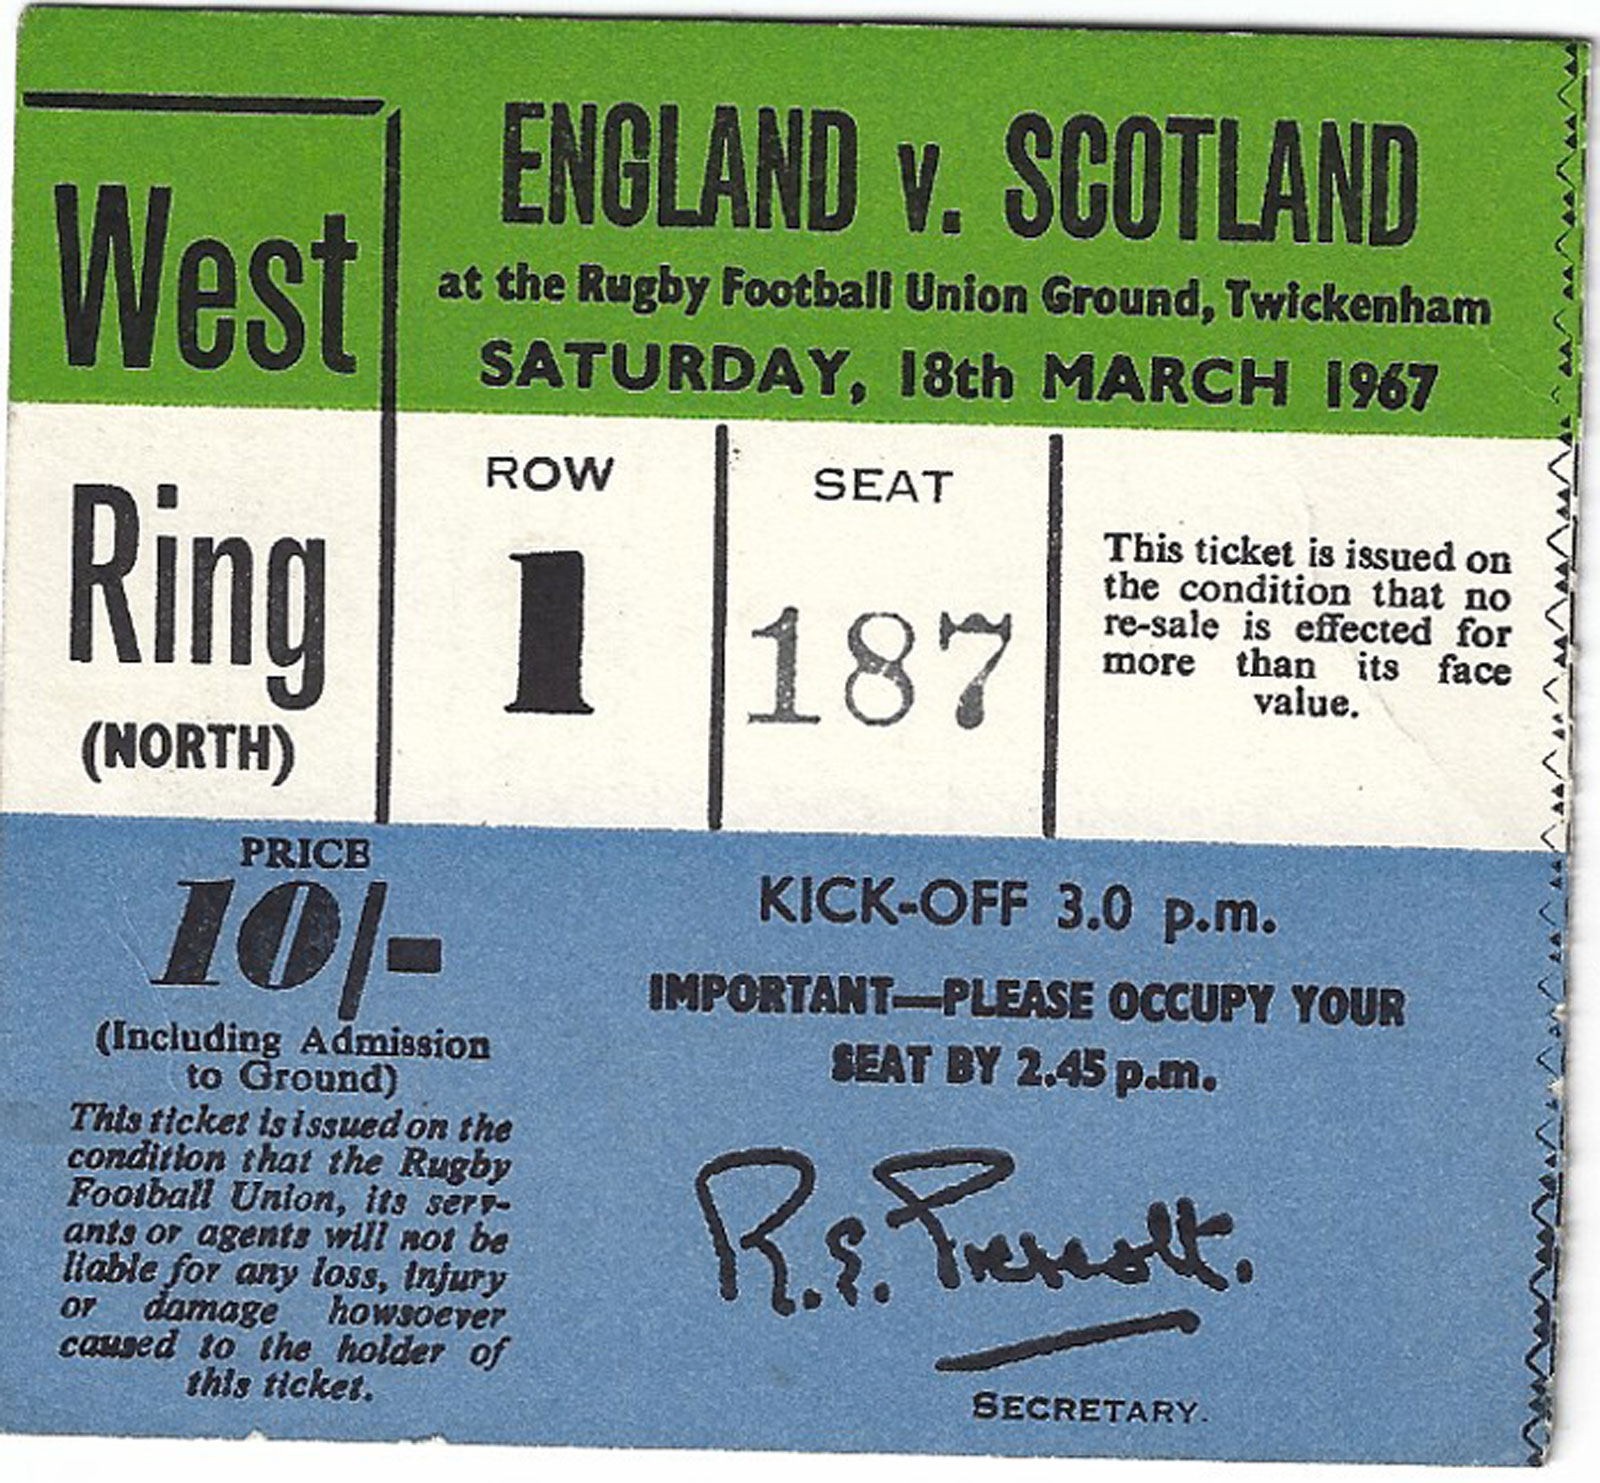 West
ENGLAND v. SCOTLAND
at the Rugby Football Union Ground, Twickenham
SATURDAY, 18th MARCH 1967
Ring
(NORTH)
ROW
1
SEAT
187
This ticket is issued on
the condition that no
re-sale is effected for
more than its face
value.
PRICE
10/-
(Including Admission
to Ground)
This ticket is issued on the
condition that the Rugby
Football Union, its serv-
ants or agents will not be
liable for any loss, injury
or damage howsoever
caused to the holder of
this ticket.
KICK-OFF 3.0 p.m.
IMPORTANT—PLEASE OCCUPY YOUR
SEAT BY 2.45 p.m.
R.E. Prescott.
SECRETARY.